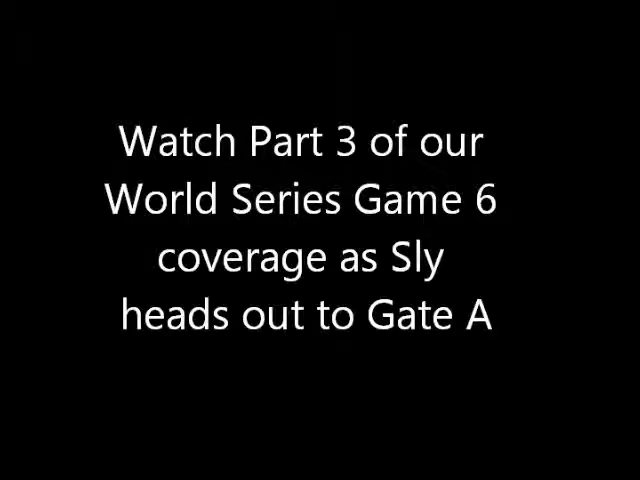 Watch Part 3 of our
World Series Game 6
coverage as Sly
heads out to Gate A